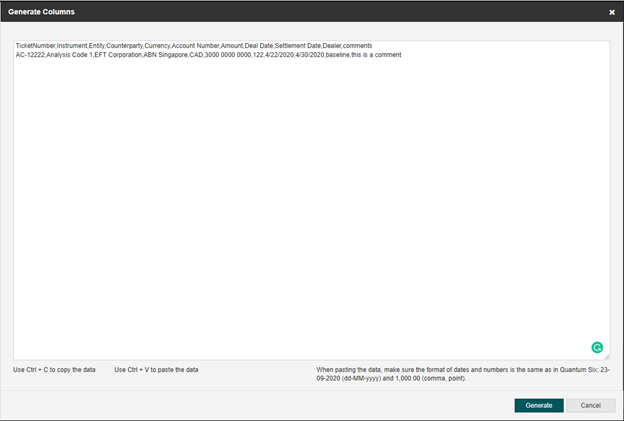 Generate Columns
TicketNumber,Instrument,Entity,Counterparty,Currency,Account Number,Amount,Deal Date,Settlement Date,Dealer,comments
AC-12222,Analysis Code 1,EFT Corporation,ABN Singapore,CAD,3000 0000 0000,122,4/22/2020,4/30/2020,baseline,this is a comment
Use Ctrl + C to copy the data
Use Ctrl + V to paste the data
When pasting the data, make sure the format of dates and numbers is the same as in Quantum Six: 23-
09-2020 (dd-MM-yyyy) and 1,000.00 (comma, point).
Generate
Cancel